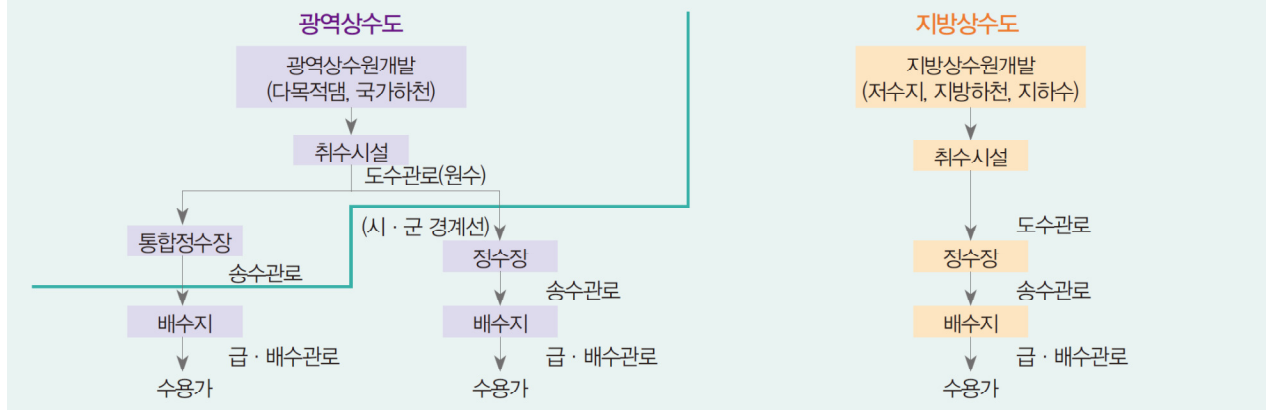 광역상수도
광역상수원개발
(다목적댐, 국가하천)
취수시설
도수관로(원수)
(시 · 군 경계선)
통합정수장
송수관로
배수지
급 · 배수관로
수용가
징수징
송수관로
배수지
급 · 배수관로
수용가
지방상수도
지방상수원개발
(저수지, 지방하천, 지하수)
취수시설
도수관로
징수징
송수관로
배수지
급 · 배수관로
수용가